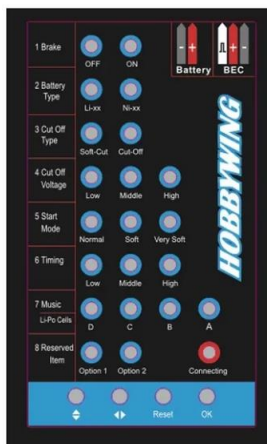 Battery BEC
- + + -
HOBBYWING
1 Brake
OFF ON
2 Battery
Type
Li-xx Ni-xx
3 Cut Off
Type
Soft-Cut Cut-Off
4 Cut Off
Voltage
Low Middle High
5 Start
Mode
Normal Soft Very Soft
6 Timing
Low Middle High
7 Music
Li-Po Cells
D C B A
8 Reserved
Item
Option 1 Option 2 Connecting
Reset OK